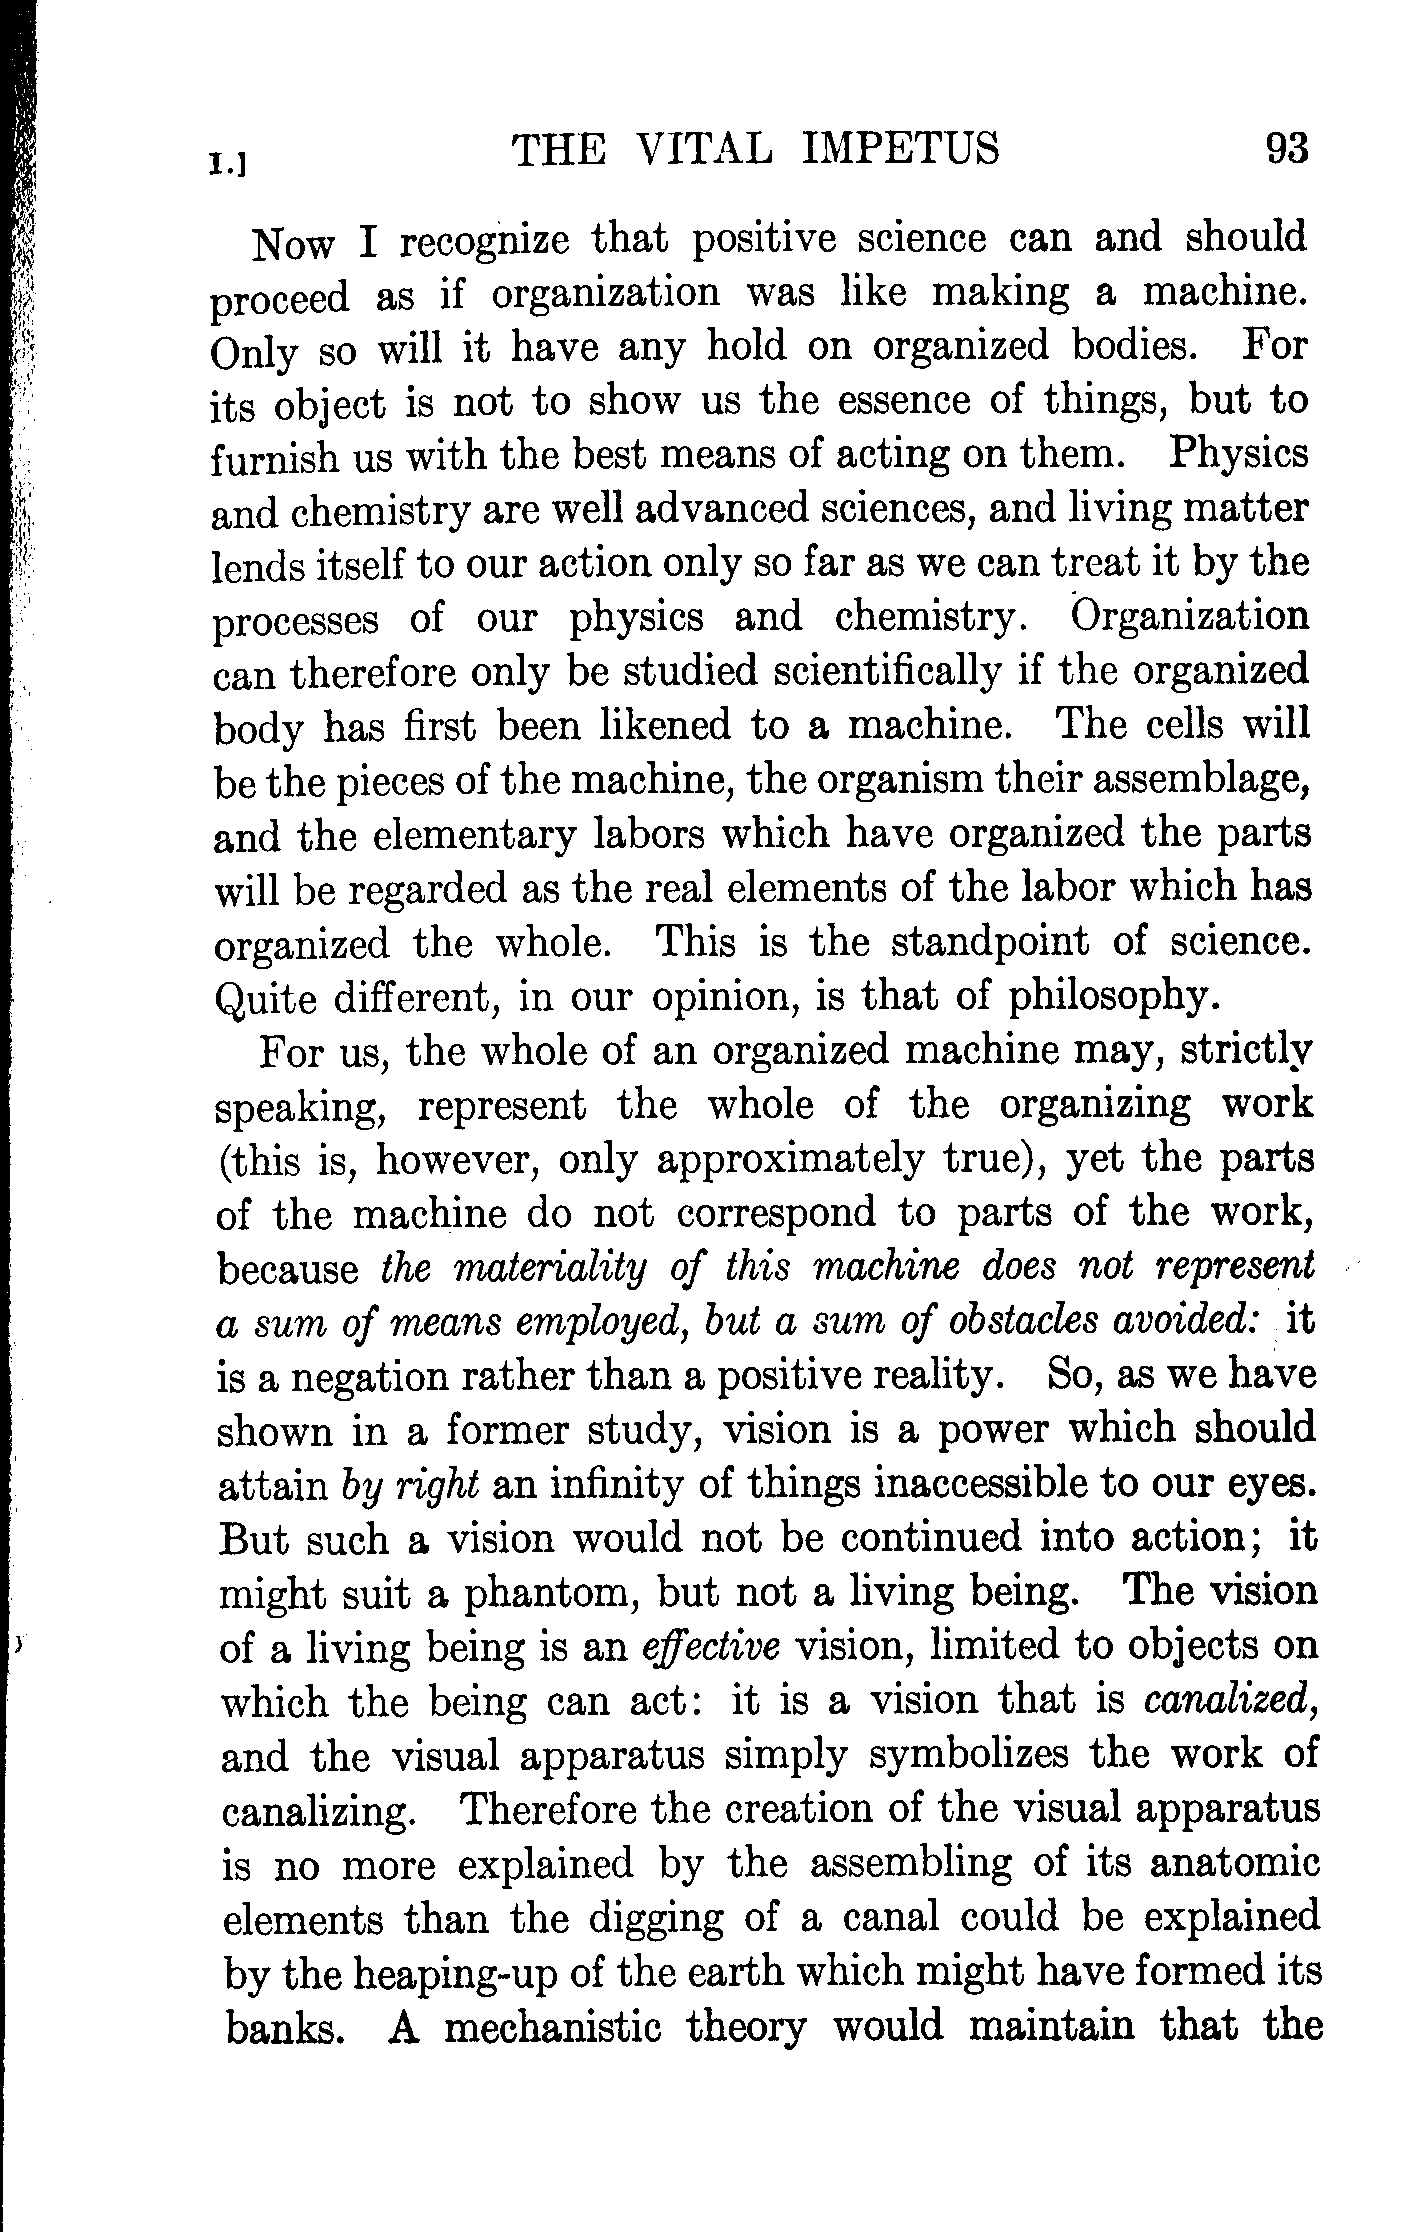 I.] THE VITAL IMPETUS 93
Now I recognize that positive science can and should
proceed as if organization was like making a machine.
Only so will it have any hold on organized bodies. For
its object is not to show us the essence of things, but to
furnish us with the best means of acting on them. Physics
and chemistry are well advanced sciences, and living matter
lends itself to our action only so far as we can treat it by the
processes of our physics and chemistry. Organization
can therefore only be studied scientifically if the organized
body has first been likened to a machine. The cells will
be the pieces of the machine, the organism their assemblage,
and the elementary labors which have organized the parts
will be regarded as the real elements of the labor which has
organized the whole. This is the standpoint of science.
Quite different, in our opinion, is that of philosophy.
For us, the whole of an organized machine may, strictly
speaking, represent the whole of the organizing work
(this is, however, only approximately true), yet the parts
of the machine do not correspond to parts of the work,
because the materiality of this machine does not represent
a sum of means employed, but a sum of obstacles avoided: it
is a negation rather than a positive reality. So, as we have
shown in a former study, vision is a power which should
attain by right an infinity of things inaccessible to our eyes.
But such a vision would not be continued into action; it
might suit a phantom, but not a living being. The vision
of a living being is an effective vision, limited to objects on
which the being can act: it is a vision that is canalized,
and the visual apparatus simply symbolizes the work of
canalizing. Therefore the creation of the visual apparatus
is no more explained by the assembling of its anatomic
elements than the digging of a canal could be explained
by the heaping-up of the earth which might have formed its
banks. A mechanistic theory would maintain that the